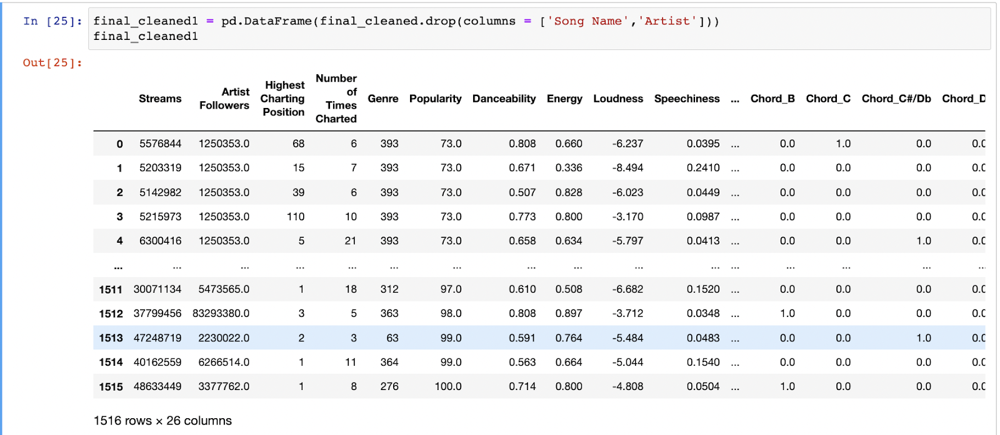 In [25]: final_cleaned1 = pd.DataFrame(final_cleaned.drop(columns = ['Song Name','Artist']))
final_cleaned1
Out[25]:
Streams Artist Followers Highest Charting Position Number of Times Charted Genre Popularity Danceability Energy Loudness Speechiness ... Chord_B Chord_C Chord_C#/Db Chord_D
0 5576844 1250353.0 68 6 393 73.0 0.808 0.660 -6.237 0.0395 ... 0.0 1.0 0.0 0.0
1 5203319 1250353.0 15 7 393 73.0 0.671 0.336 -8.494 0.2410 ... 0.0 0.0 0.0 0.0
2 5142982 1250353.0 39 6 393 73.0 0.507 0.828 -6.023 0.0449 ... 0.0 0.0 0.0 0.0
3 5215973 1250353.0 110 10 393 73.0 0.773 0.800 -3.170 0.0987 ... 0.0 0.0 0.0 0.0
4 6300416 1250353.0 5 21 393 73.0 0.658 0.634 -5.797 0.0413 ... 0.0 0.0 1.0 0.0
... ... ... ... ... ... ... ... ... ... ... ... ... ... ... ...
1511 30071134 5473565.0 1 18 312 97.0 0.610 0.508 -6.682 0.1520 ... 0.0 0.0 0.0 0.0
1512 37799456 83293380.0 3 5 363 98.0 0.808 0.897 -3.712 0.0348 ... 1.0 0.0 0.0 0.0
1513 47248719 2230022.0 2 3 63 99.0 0.591 0.764 -5.484 0.0483 ... 0.0 0.0 1.0 0.0
1514 40162559 6266514.0 1 11 364 99.0 0.563 0.664 -5.044 0.1540 ... 0.0 0.0 0.0 0.0
1515 48633449 3377762.0 1 8 276 100.0 0.714 0.800 -4.808 0.0504 ... 1.0 0.0 0.0 0.0
1516 rows × 26 columns